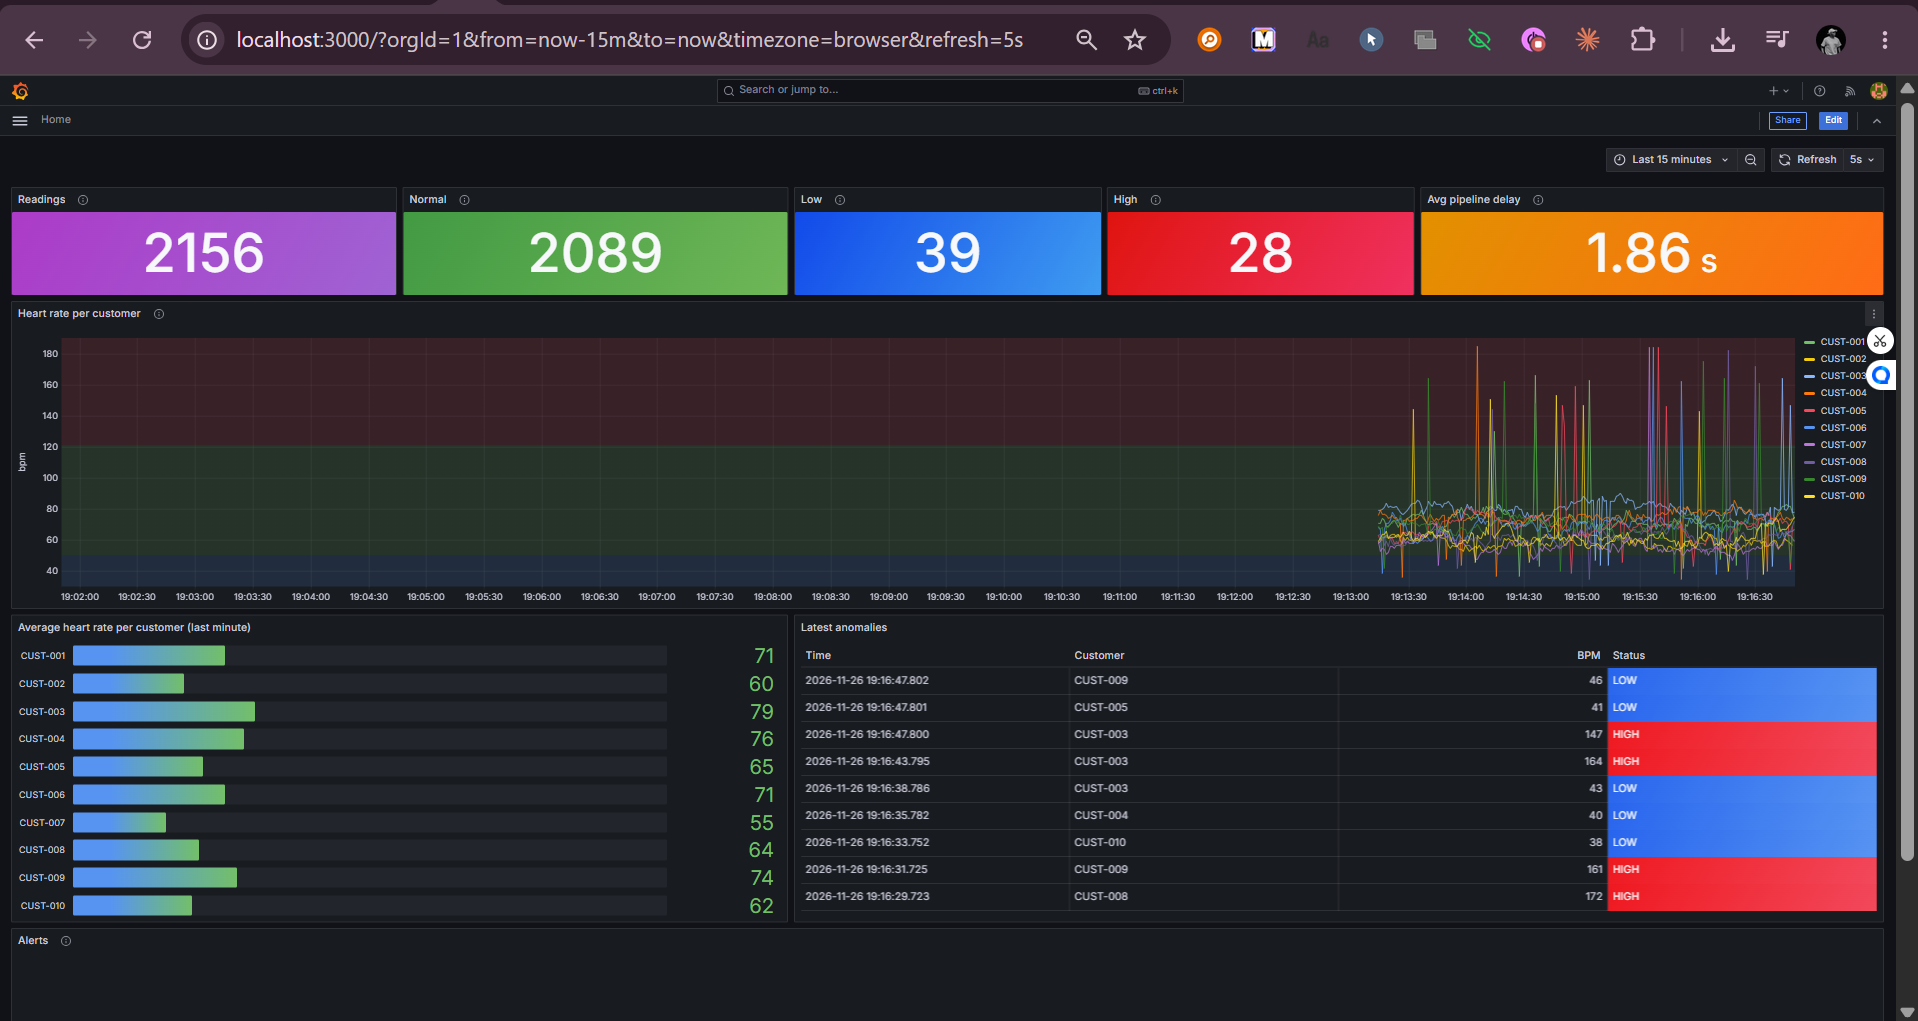 localhost:3000/?orgId=1&from=now-15m&to=now&timezone=browser&refresh=5s
M
Aa
Search or jump to...
ctrl+k
Home
Share
Edit
Last 15 minutes
Refresh
5s
Readings
Normal
Low
High
Avg pipeline delay
2156
2089
39
28
1.86 s
Heart rate per customer
bpm
180
160
140
120
100
80
60
40
19:02:00 19:02:30 19:03:00 19:03:30 19:04:00 19:04:30 19:05:00 19:05:30 19:06:00 19:06:30 19:07:00 19:07:30 19:08:00 19:08:30 19:09:00 19:09:30 19:10:00 19:10:30 19:11:00 19:11:30 19:12:00 19:12:30 19:13:00 19:13:30 19:14:00 19:14:30 19:15:00 19:15:30 19:16:00 19:16:30
CUST-001
CUST-002
CUST-003
CUST-004
CUST-005
CUST-006
CUST-007
CUST-008
CUST-009
CUST-010
Average heart rate per customer (last minute)
CUST-001 71
CUST-002 60
CUST-003 79
CUST-004 76
CUST-005 65
CUST-006 71
CUST-007 55
CUST-008 64
CUST-009 74
CUST-010 62
Latest anomalies
Time Customer BPM Status
2026-11-26 19:16:47.802 CUST-009 46 LOW
2026-11-26 19:16:47.801 CUST-005 41 LOW
2026-11-26 19:16:47.800 CUST-003 147 HIGH
2026-11-26 19:16:43.795 CUST-003 164 HIGH
2026-11-26 19:16:38.786 CUST-003 43 LOW
2026-11-26 19:16:35.782 CUST-004 40 LOW
2026-11-26 19:16:33.752 CUST-010 38 LOW
2026-11-26 19:16:31.725 CUST-009 161 HIGH
2026-11-26 19:16:29.723 CUST-008 172 HIGH
Alerts